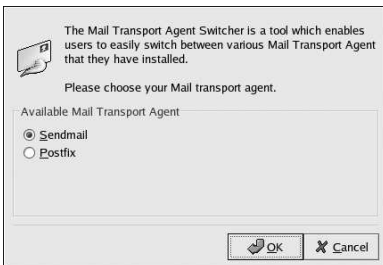 The Mail Transport Agent Switcher is a tool which enables
users to easily switch between various Mail Transport Agent
that they have installed.
Please choose your Mail transport agent.
Available Mail Transport Agent
Sendmail
Postfix
OK
Cancel